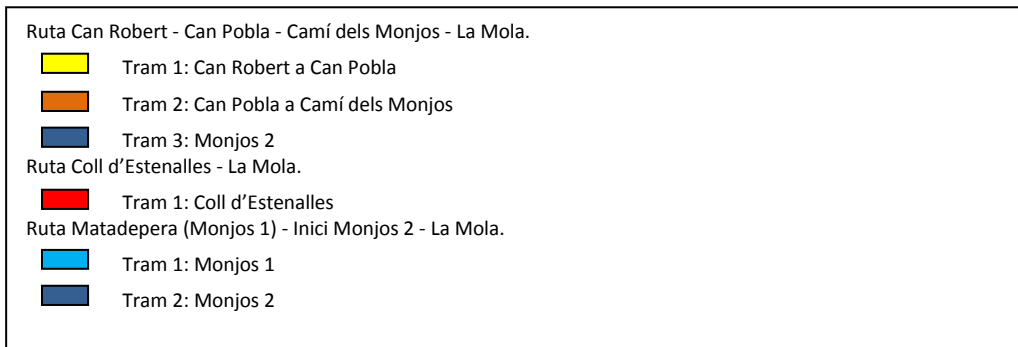 Ruta Can Robert - Can Pobla - Camí dels Monjos - La Mola.
Tram 1: Can Robert a Can Pobla
Tram 2: Can Pobla a Camí dels Monjos
Tram 3: Monjos 2
Ruta Coll d’Estenalles - La Mola.
Tram 1: Coll d’Estenalles
Ruta Matadepera (Monjos 1) - Inici Monjos 2 - La Mola.
Tram 1: Monjos 1
Tram 2: Monjos 2